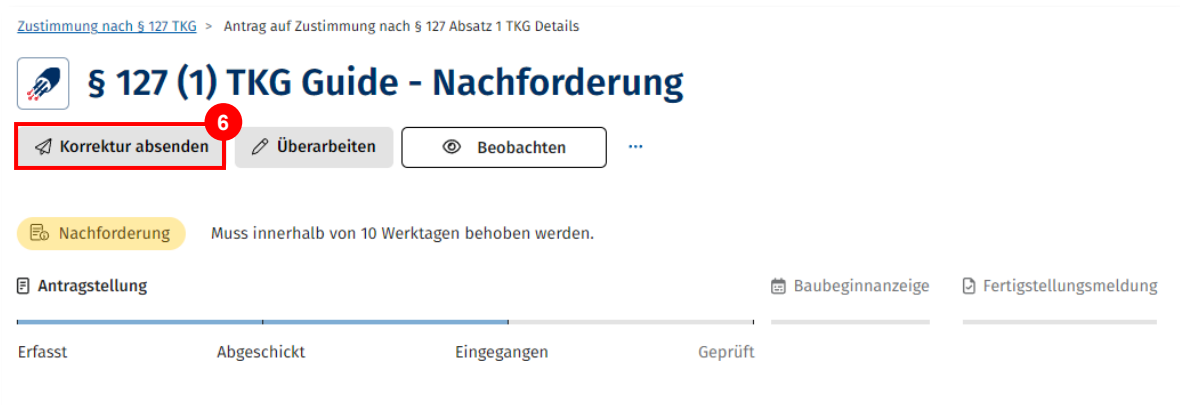 Zustimmung nach § 127 TKG > Antrag auf Zustimmung nach § 127 Absatz 1 TKG Details
§ 127 (1) TKG Guide - Nachforderung
6
Korrektur absenden Überarbeiten Beobachten ...
Nachforderung Muss innerhalb von 10 Werktagen behoben werden.
Antragstellung Baubeginnanzeige Fertigstellungsmeldung
Erfasst Abgeschickt Eingegangen Geprüft